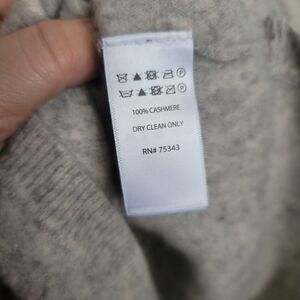 100% CASHMERE
DRY CLEAN ONLY
RN# 75343